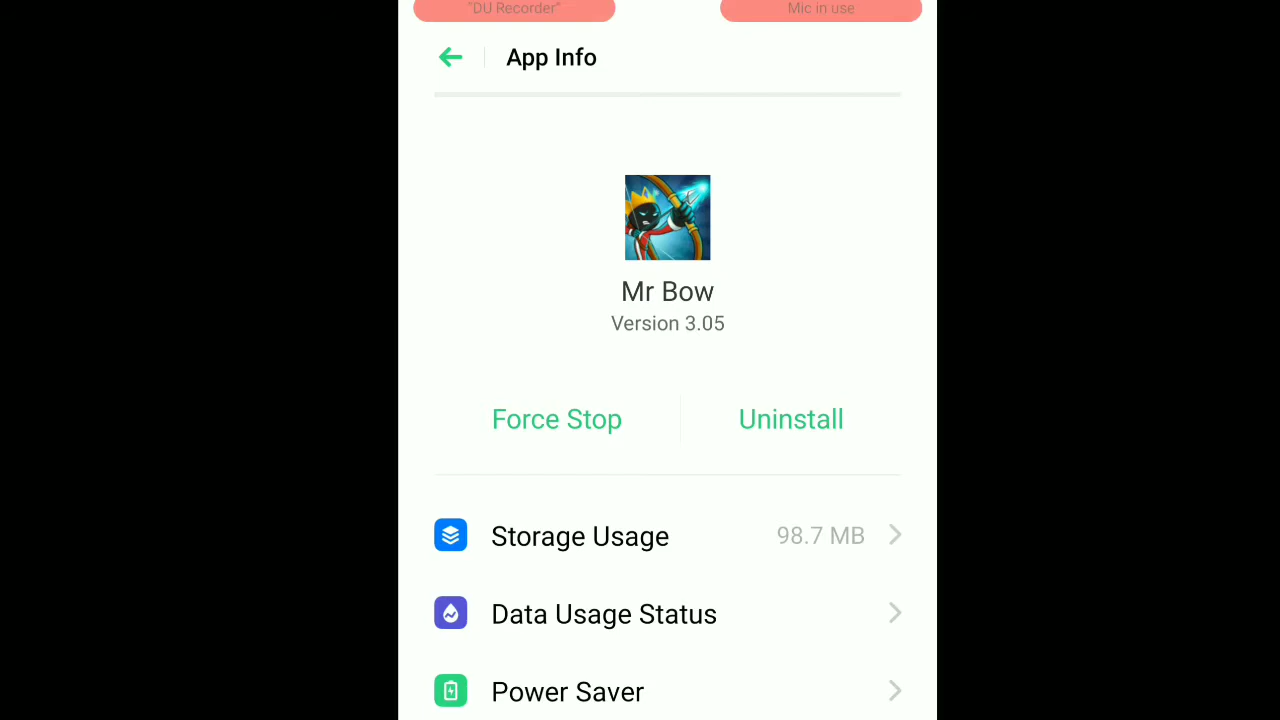 "DU Recorder"
Mic in use
App Info
Mr Bow
Version 3.05
Force Stop
Uninstall
Storage Usage
98.7 MB
Data Usage Status
Power Saver